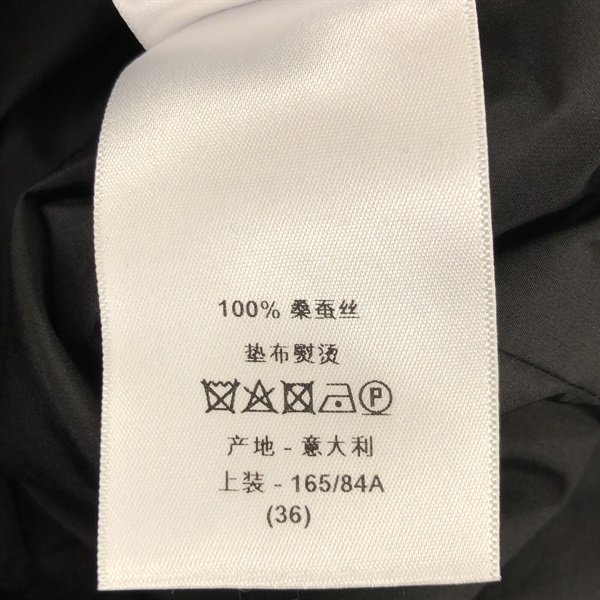 100% 桑蚕丝
垫布熨烫
P
产地 - 意大利
上装 - 165/84A
(36)